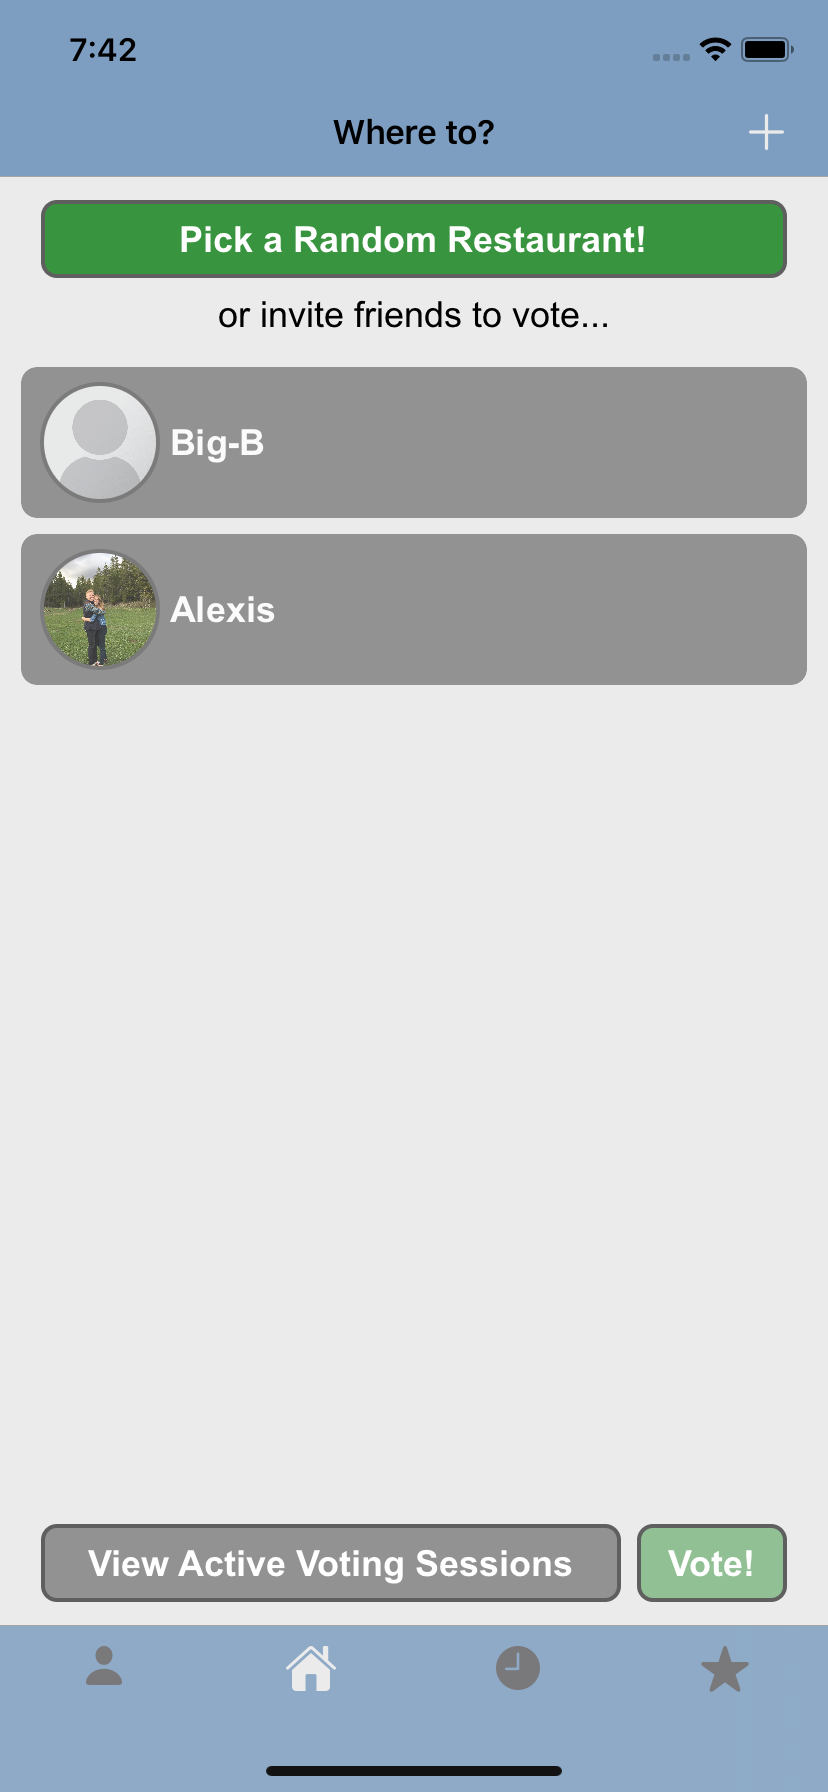 7:42
Where to?
Pick a Random Restaurant!
or invite friends to vote...
Big-B
Alexis
View Active Voting Sessions
Vote!